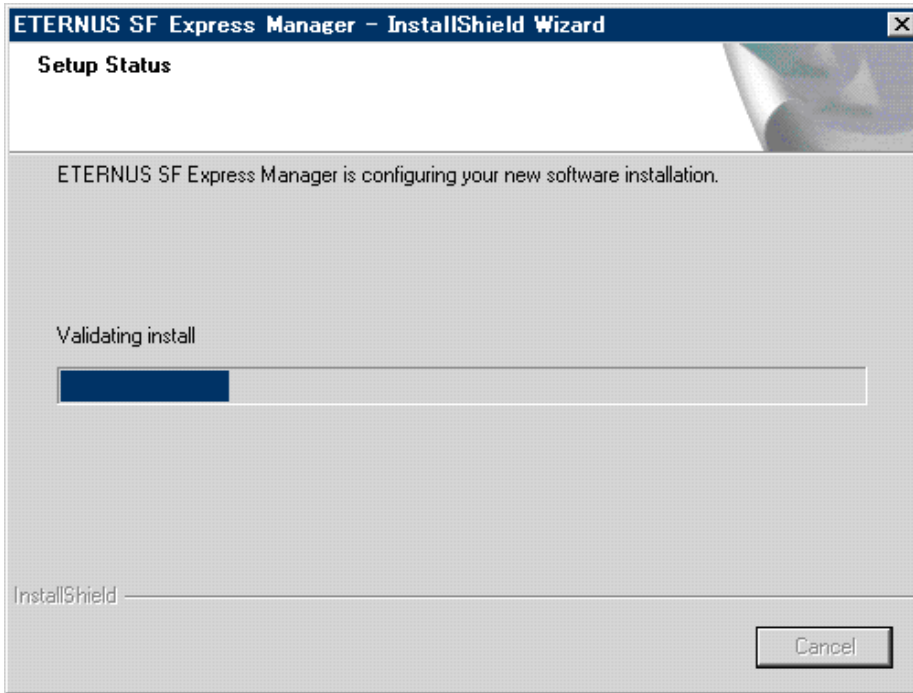 ETERNUS SF Express Manager - InstallShield Wizard
Setup Status
ETERNUS SF Express Manager is configuring your new software installation.
Validating install
InstallShield
Cancel